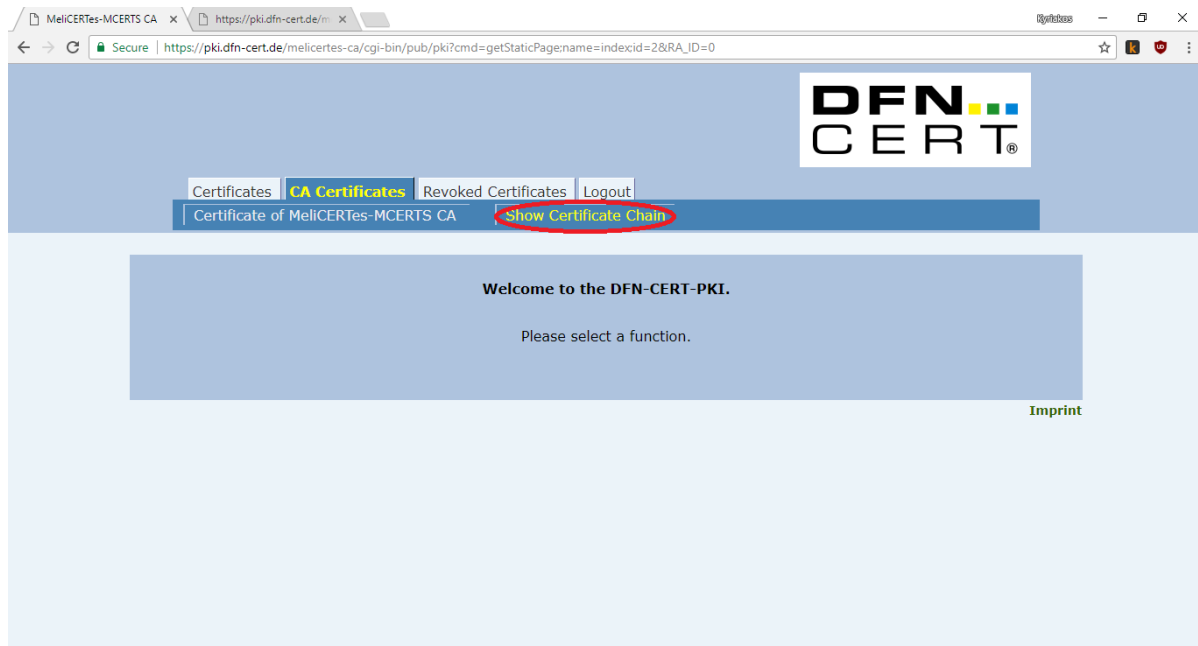 MeliCERTes-MCERTS CA
https://pki.dfn-cert.de/m
Kyriakos
Secure
https://pki.dfn-cert.de/melicertes-ca/cgi-bin/pub/pki?cmd=getStaticPage;name=index;id=2&RA_ID=0
DFN
CERT®
Certificates CA Certificates Revoked Certificates Logout
Certificate of MeliCERTes-MCERTS CA Show Certificate Chain
Welcome to the DFN-CERT-PKI.
Please select a function.
Imprint